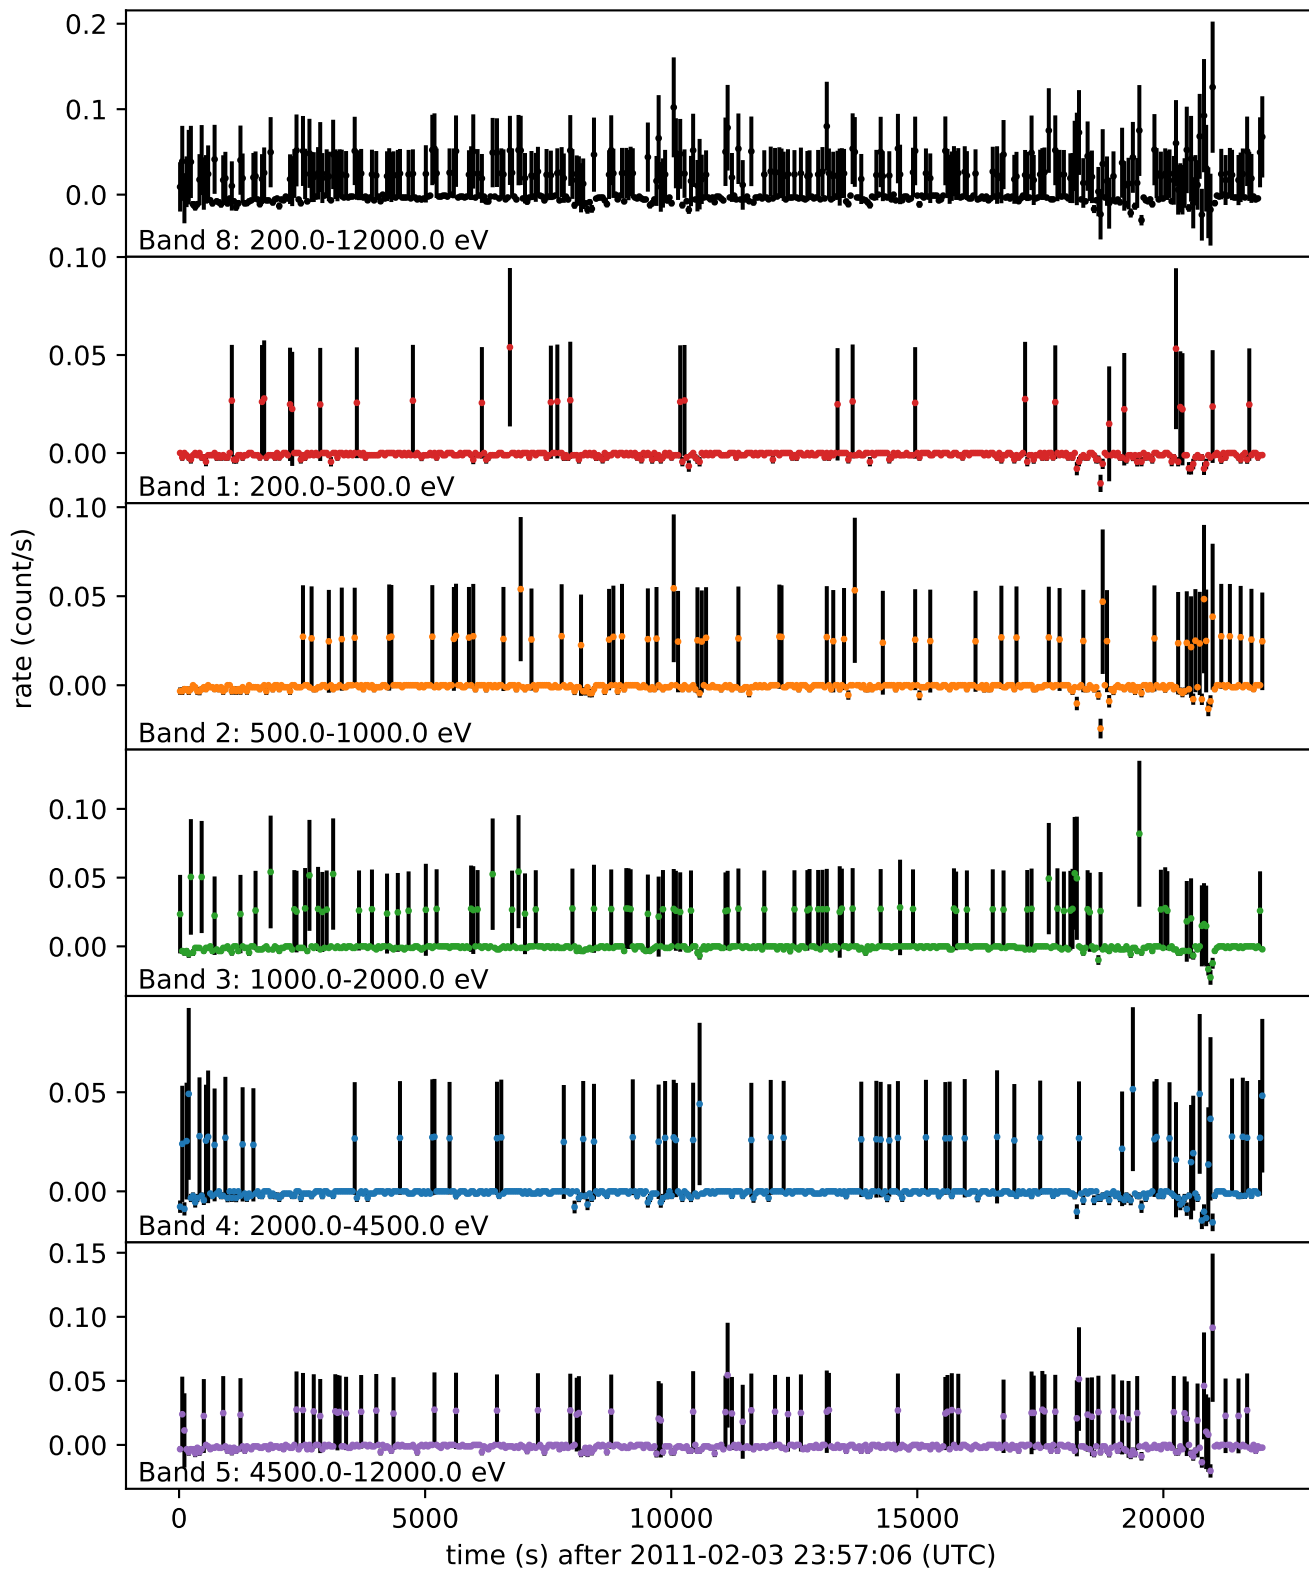 0.2
0.1
0.0
Band 8: 200.0-12000.0 eV
0.10
0.05
0.00
Band 1: 200.0-500.0 eV
0.10
0.05
0.00
Band 2: 500.0-1000.0 eV
rate (count/s)
0.10
0.05
0.00
Band 3: 1000.0-2000.0 eV
0.05
0.00
Band 4: 2000.0-4500.0 eV
0.15
0.10
0.05
0.00
Band 5: 4500.0-12000.0 eV
0 5000 10000 15000 20000
time (s) after 2011-02-03 23:57:06 (UTC)